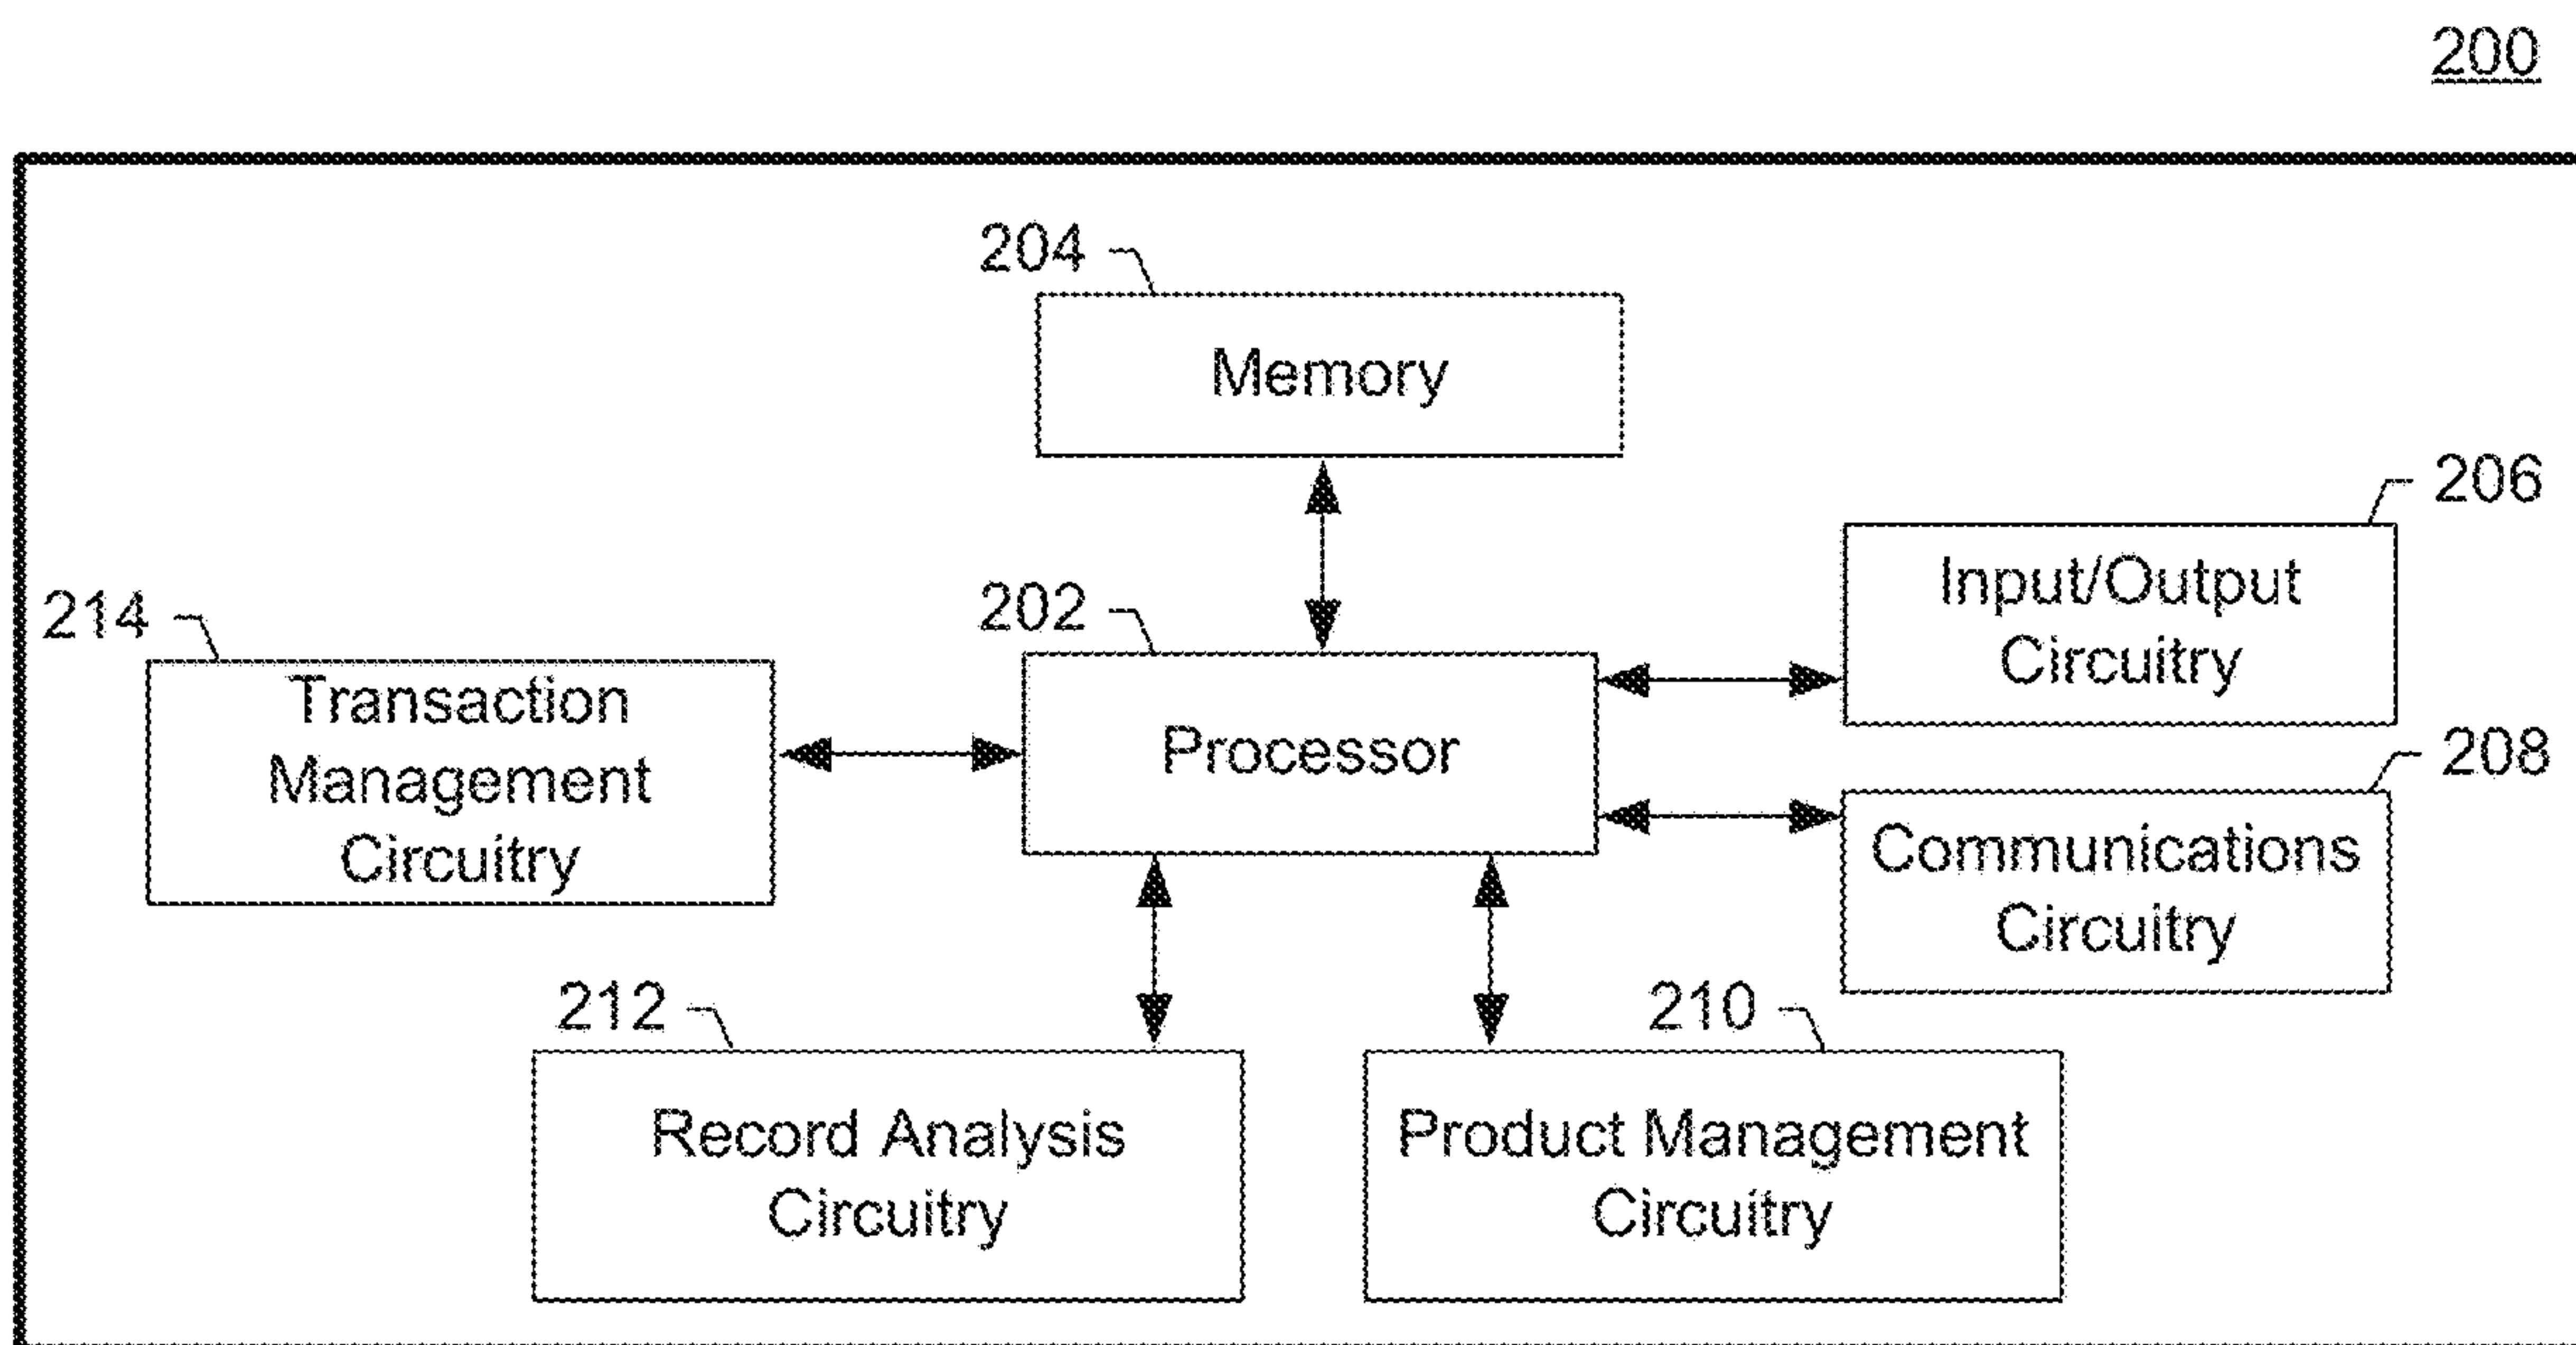 200
204
Memory
206
Input/Output
Circuitry
214
Transaction
Management
Circuitry
202
Processor
208
Communications
Circuitry
212
Record Analysis
Circuitry
210
Product Management
Circuitry